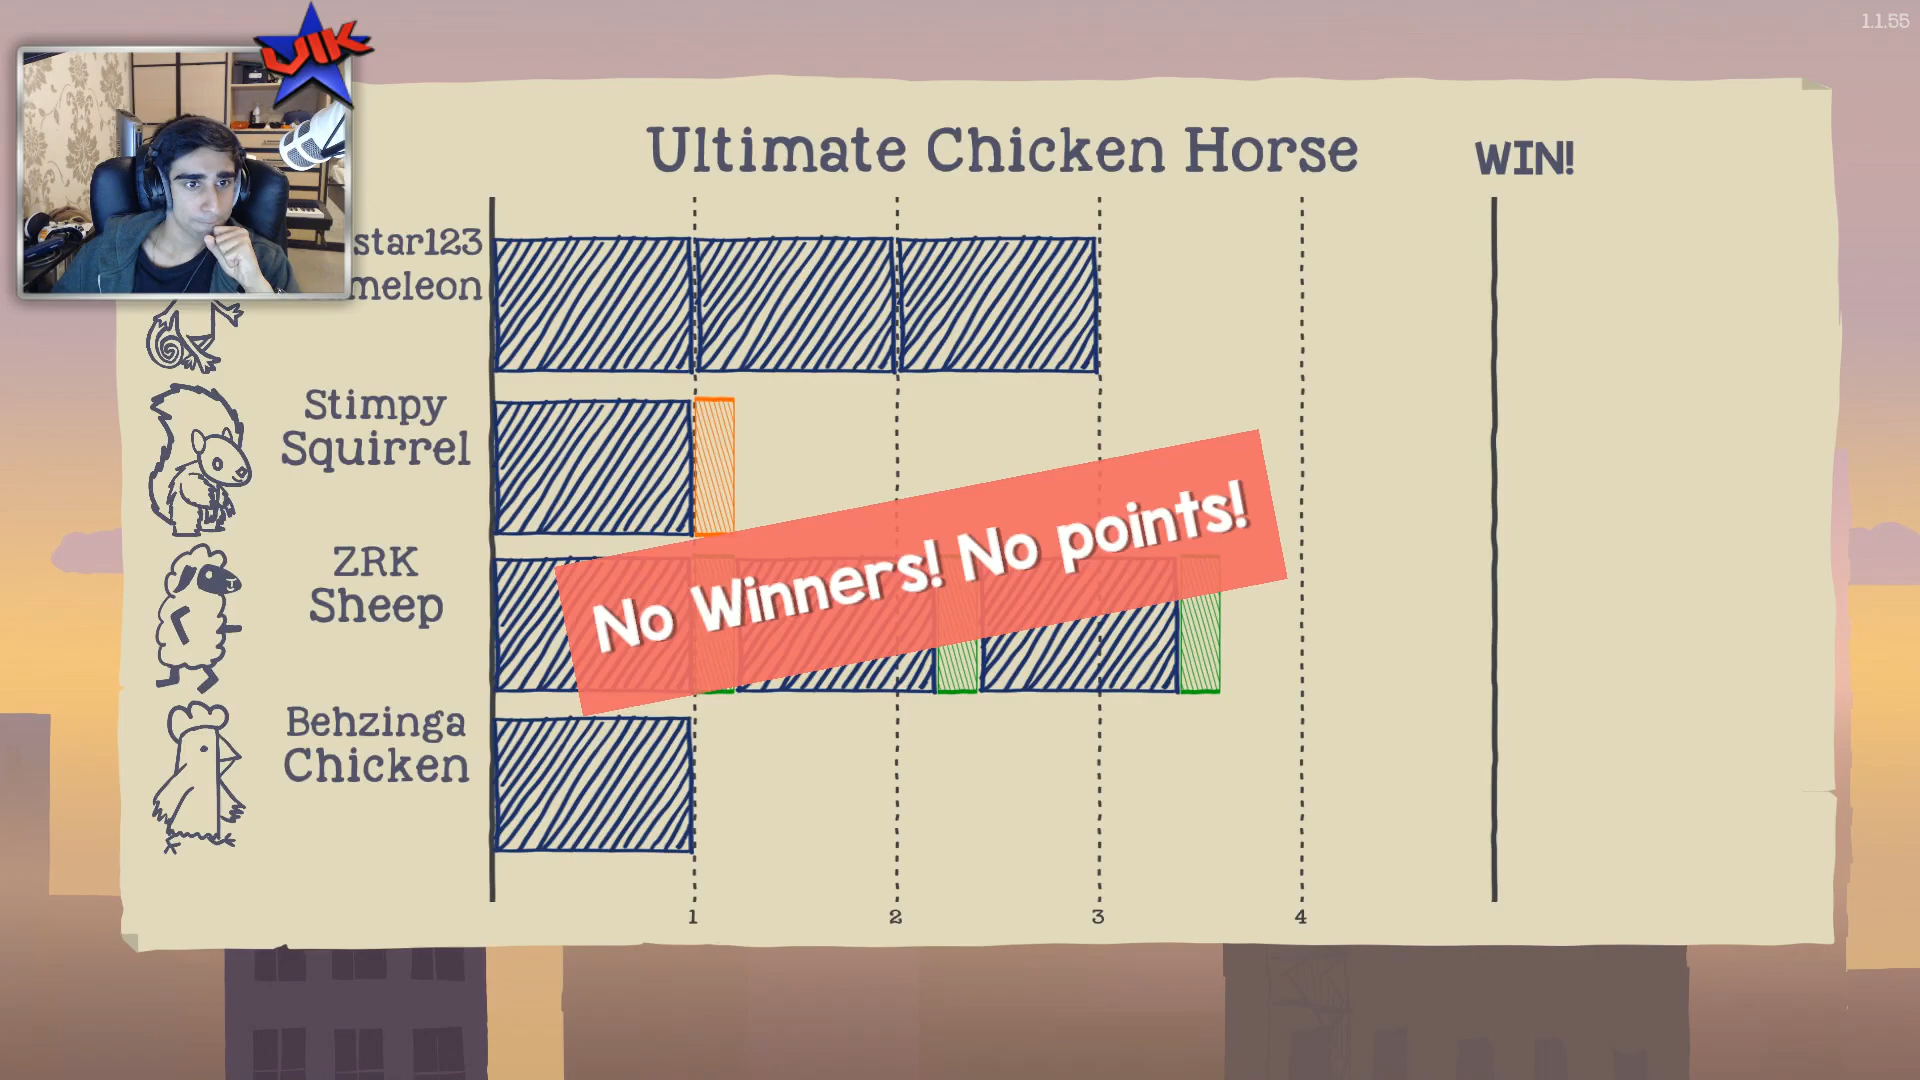 1.1.55
VIK
Ultimate Chicken Horse
WIN!
star123
meleon
Stimpy
Squirrel
ZRK
Sheep
No Winners! No points!
Behzinga
Chicken
1 2 3 4